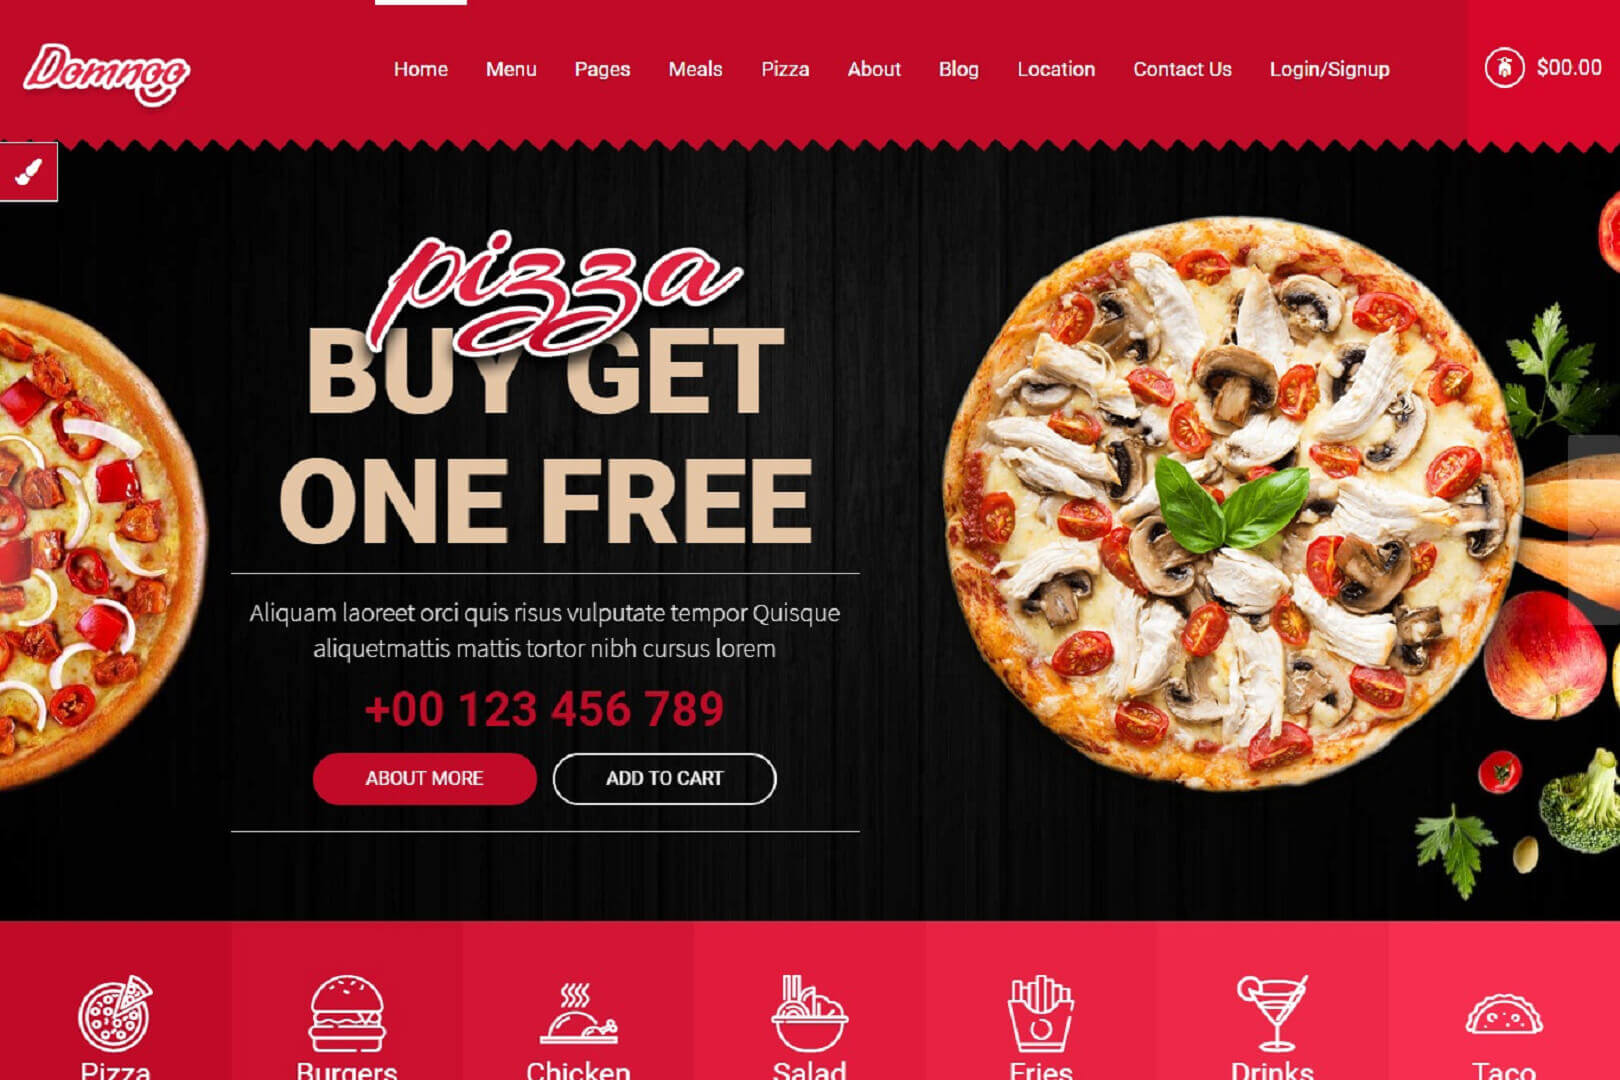 Domnoo
Home Menu Pages Meals Pizza About Blog Location Contact Us Login/Signup
$00.00
pizza
BUY GET
ONE FREE
Aliquam laoreet orci quis risus vulputate tempor Quisque
aliquetmattis mattis tortor nibh cursus lorem
+00 123 456 789
ABOUT MORE ADD TO CART
Pizza Burgers Chicken Salad Fries Drinks Taco